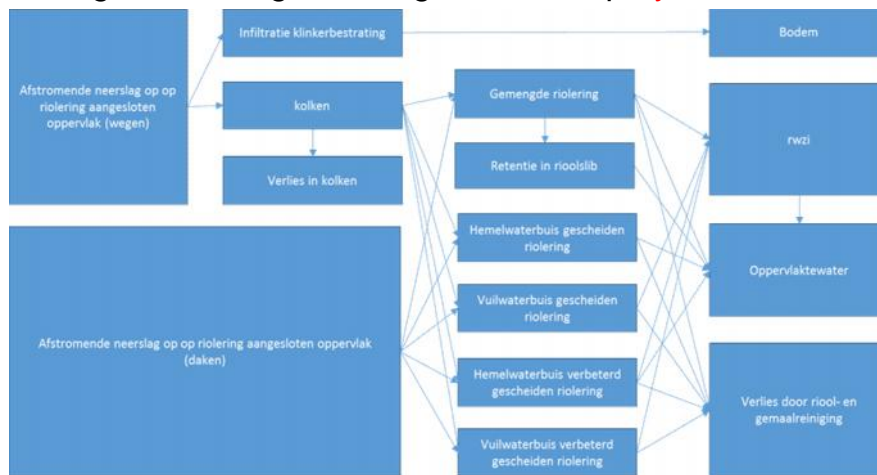 Infiltratie klinkerbestrating
Bodem
Afstromende neerslag op op
riolering aangesloten
oppervlak (wegen)
kolken
Gemengde riolering
rwzi
Verlies in kolken
Retentie in rioolslib
Hemelwaterbuis gescheiden
riolering
Oppervlaktewater
Vuilwaterbuis gescheiden
riolering
Afstromende neerslag op op riolering aangesloten oppervlak
(daken)
Hemelwaterbuis verbeterd
gescheiden riolering
Verlies door riool- en
gemaalreiniging
Vuilwaterbuis verbeterd
gescheiden riolering